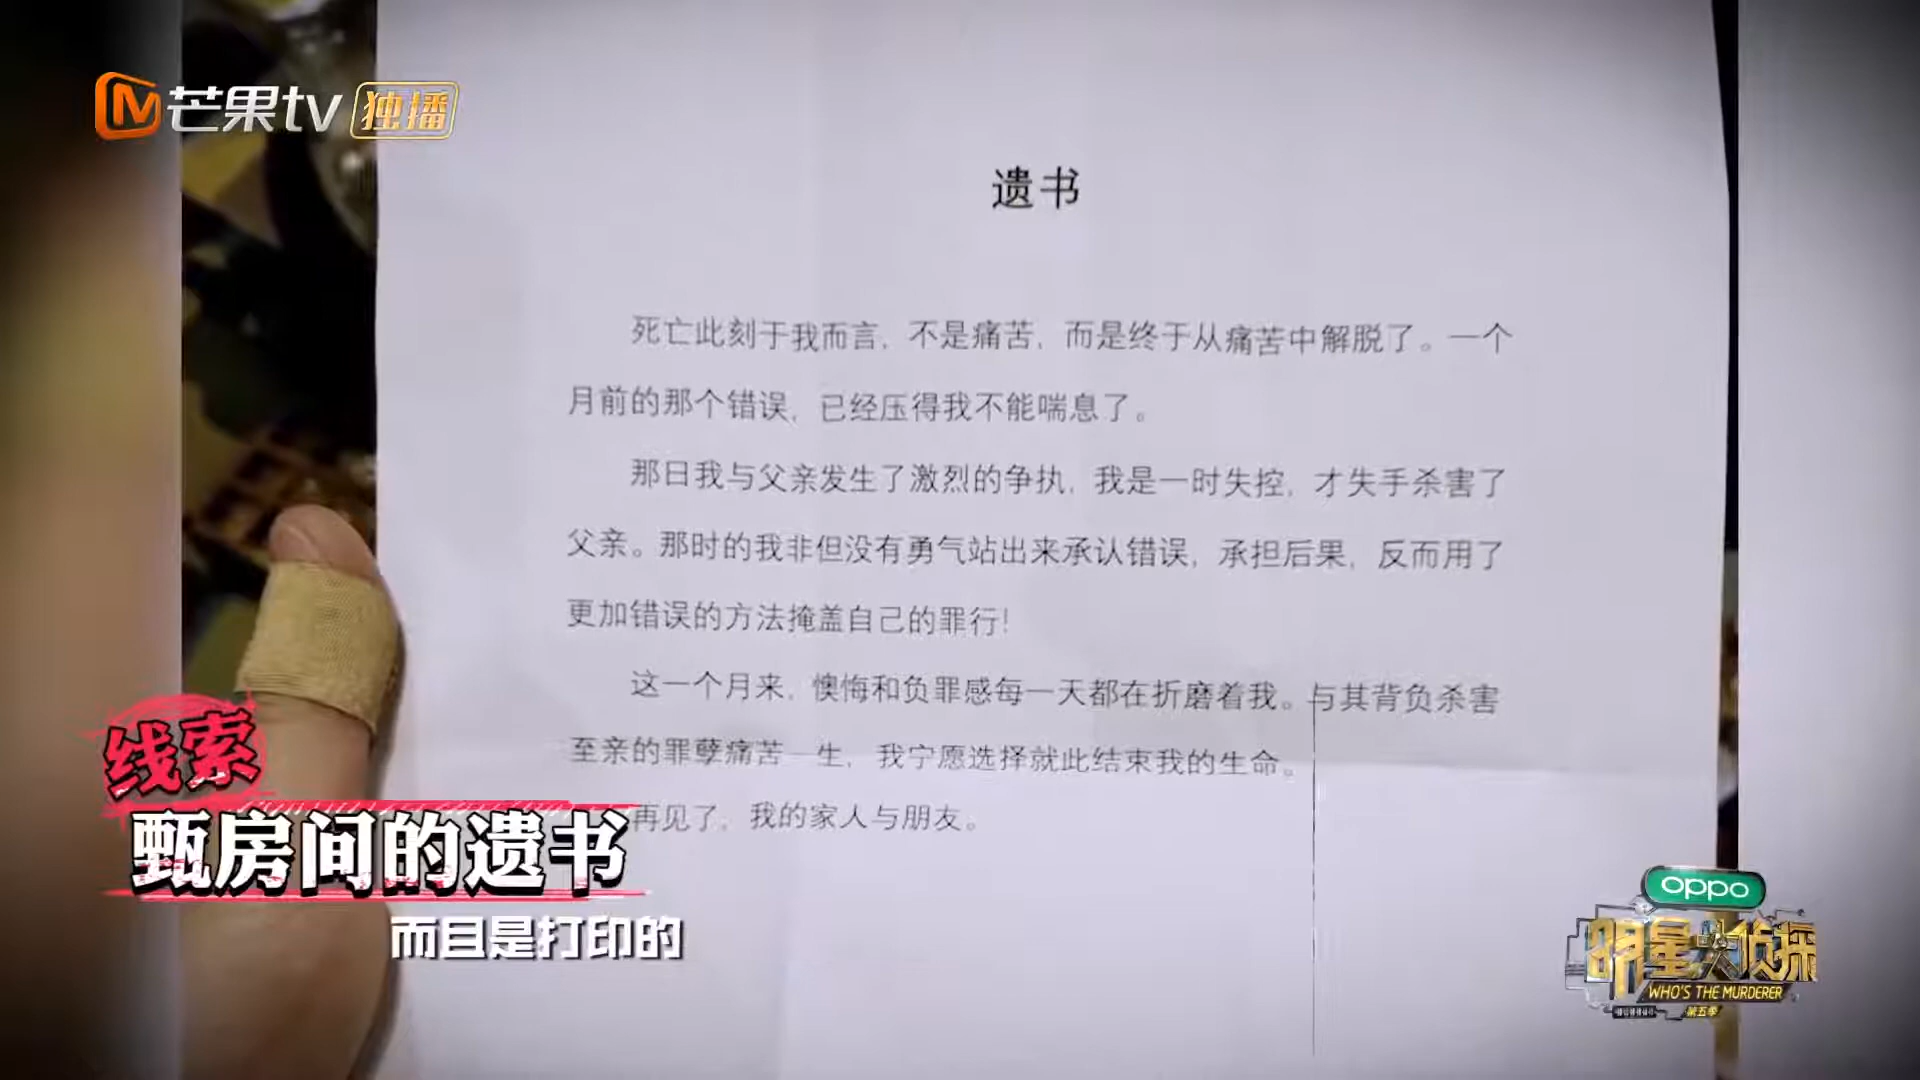 芒果tv 独播
遗书
死亡此刻于我而言，不是痛苦，而是终于从痛苦中解脱了。一个
月前的那个错误，已经压得我不能喘息了。
那日我与父亲发生了激烈的争执，我是一时失控，才失手杀害了
父亲。那时的我非但没有勇气站出来承认错误，承担后果，反而用了
更加错误的方法掩盖自己的罪行！
这一个月来，懊悔和负罪感每一天都在折磨着我。与其背负杀害
至亲的罪孽痛苦一生，我宁愿选择就此结束我的生命。
再见了，我的家人与朋友。
线索
甄房间的遗书
而且是打印的
oppo
明星大侦探
WHO'S THE MURDERER
第五季